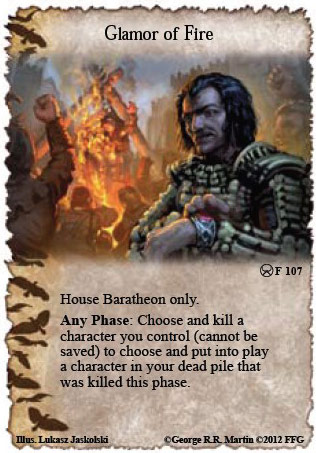 Glamor of Fire
F 107
House Baratheon only.
Any Phase: Choose and kill a
character you control (cannot be
saved) to choose and put into play
a character in your dead pile that
was killed this phase.
Illus. Lukasz Jaskolski ©George R.R. Martin ©2012 FFG